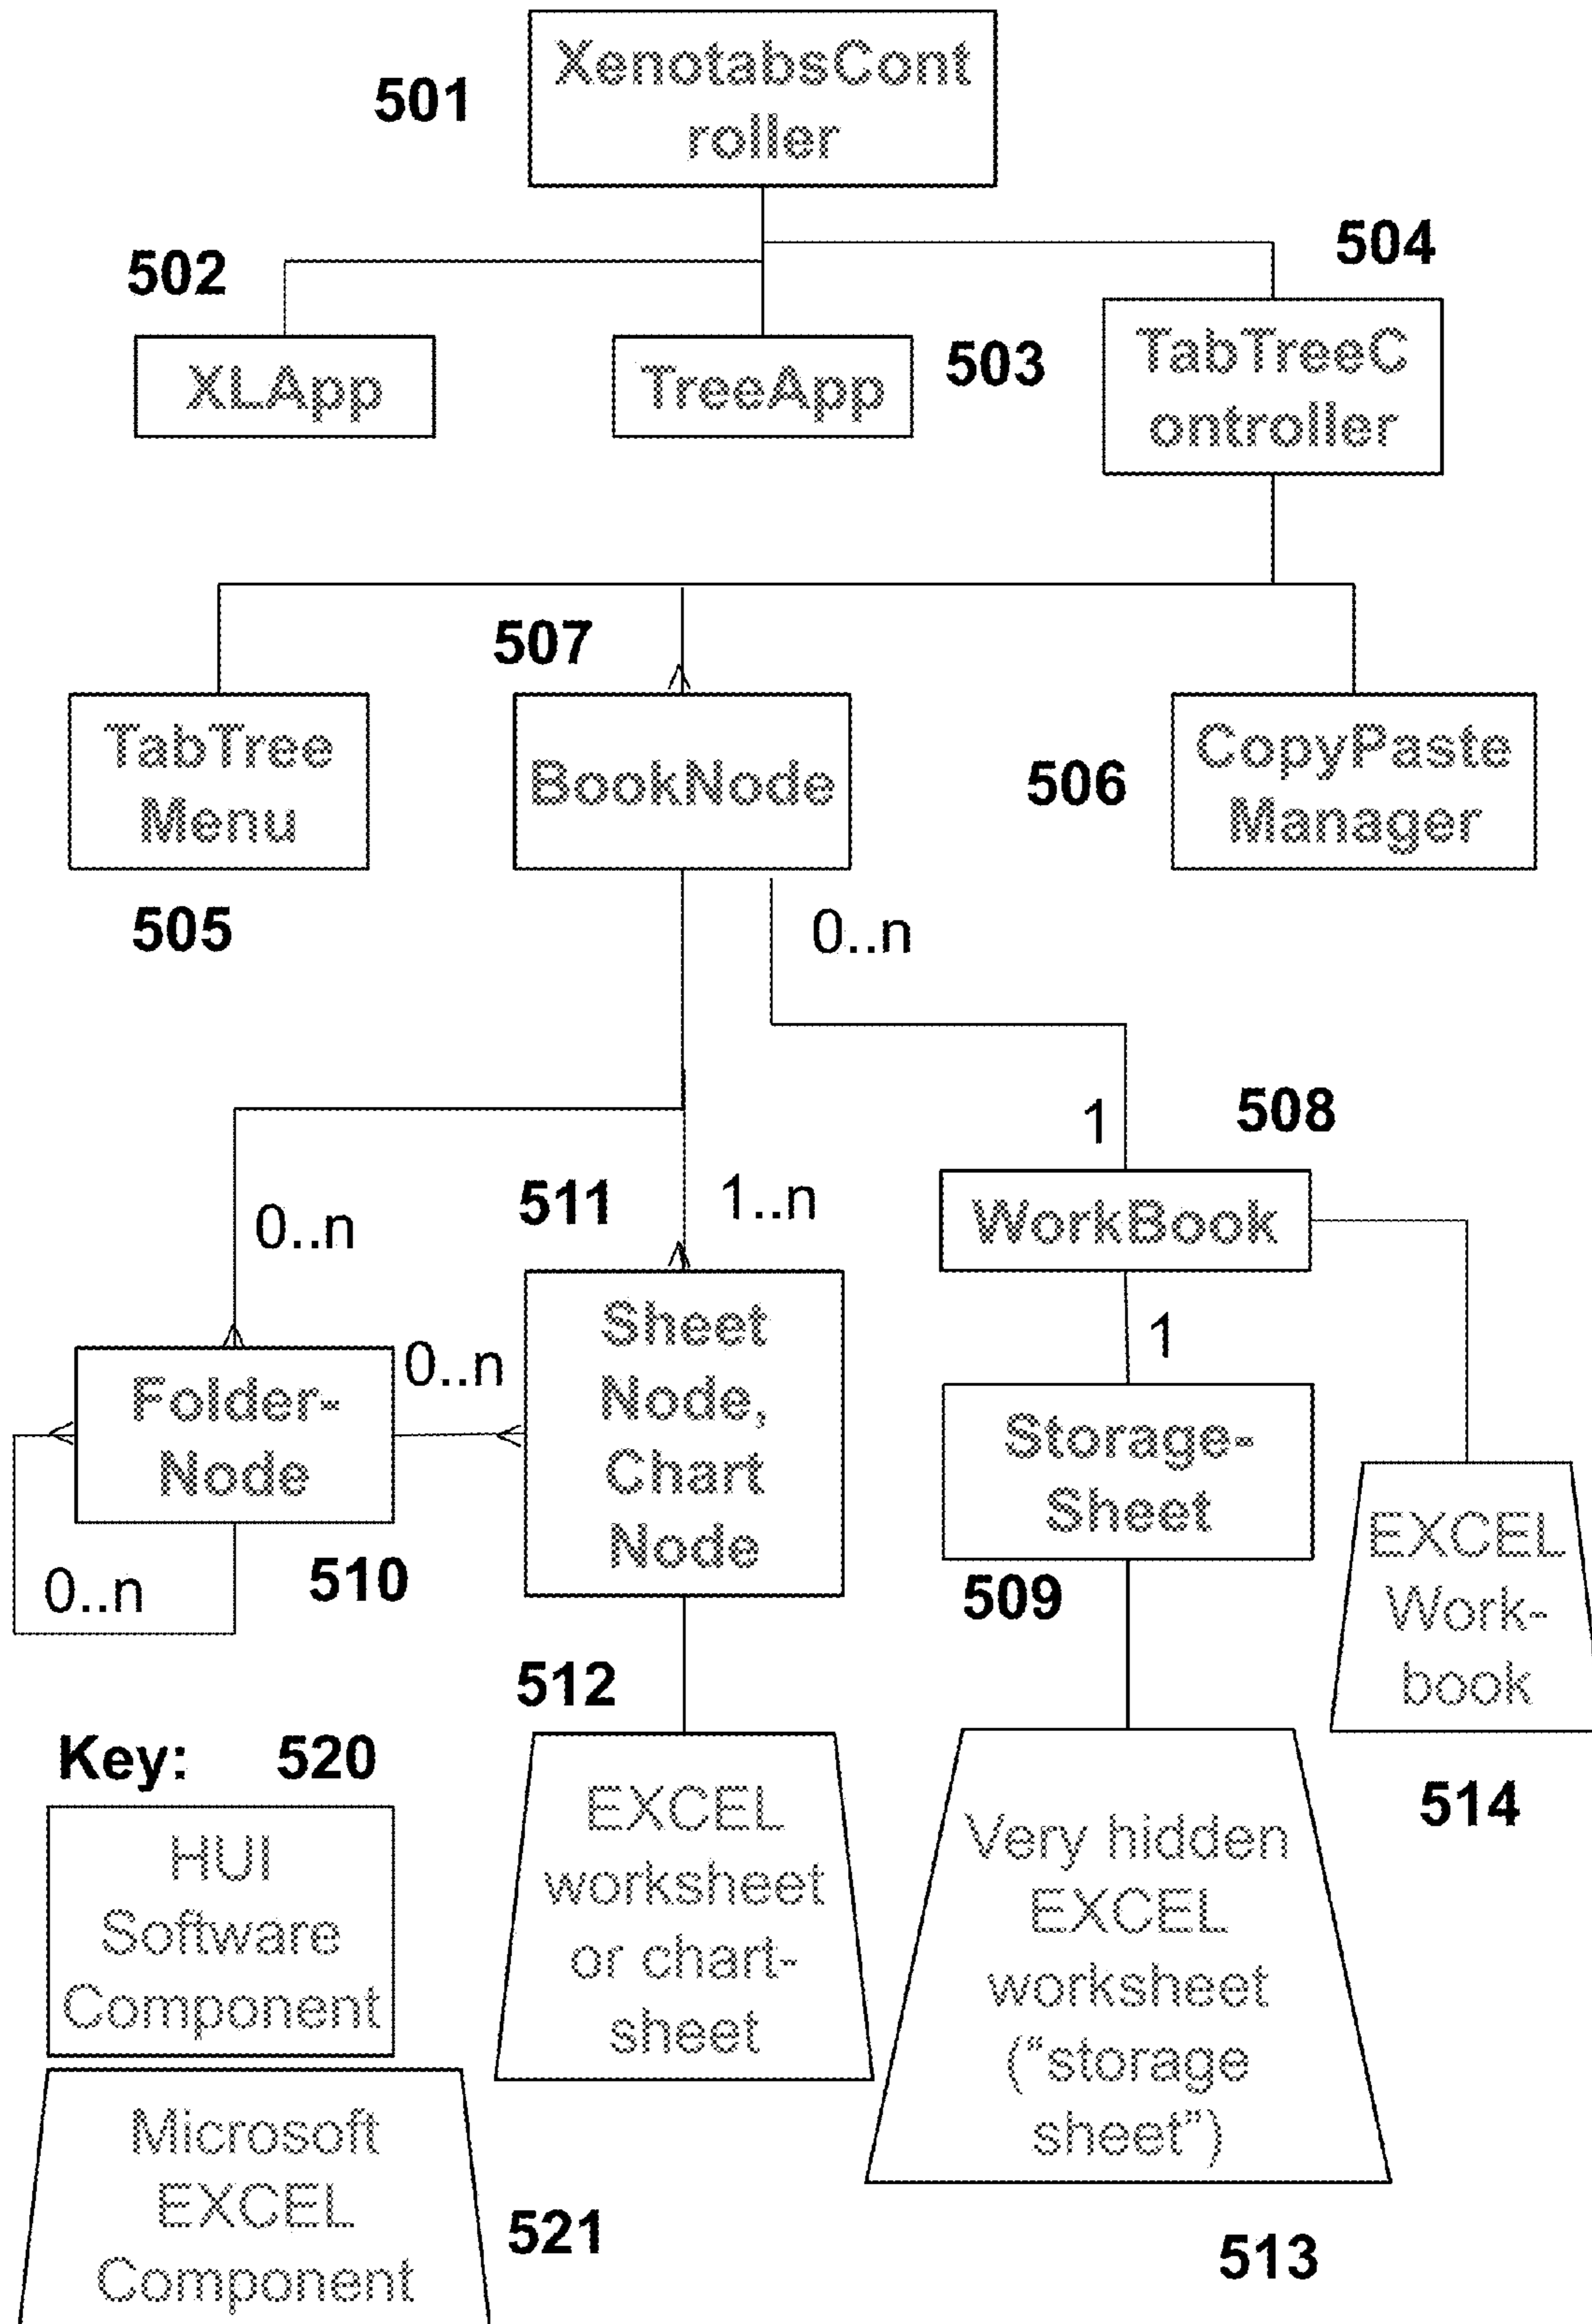 XenotabsCont
roller
501
504
502
XLApp
TreeApp
503
TabTreeC
ontroller
507
TabTree
Menu
BookNode
506
CopyPaste
Manager
505
0..n
1
508
511
1..n
0..n
WorkBook
1
0..n
Folder-
Node
Sheet
Node,
Chart
Node
Storage-
Sheet
0..n
510
509
EXCEL
Work-
book
512
514
Key: 520
HUI
Software
Component
EXCEL
worksheet
or chart-
sheet
Very hidden
EXCEL
worksheet
(“storage
sheet”)
Microsoft
EXCEL
Component
521
513